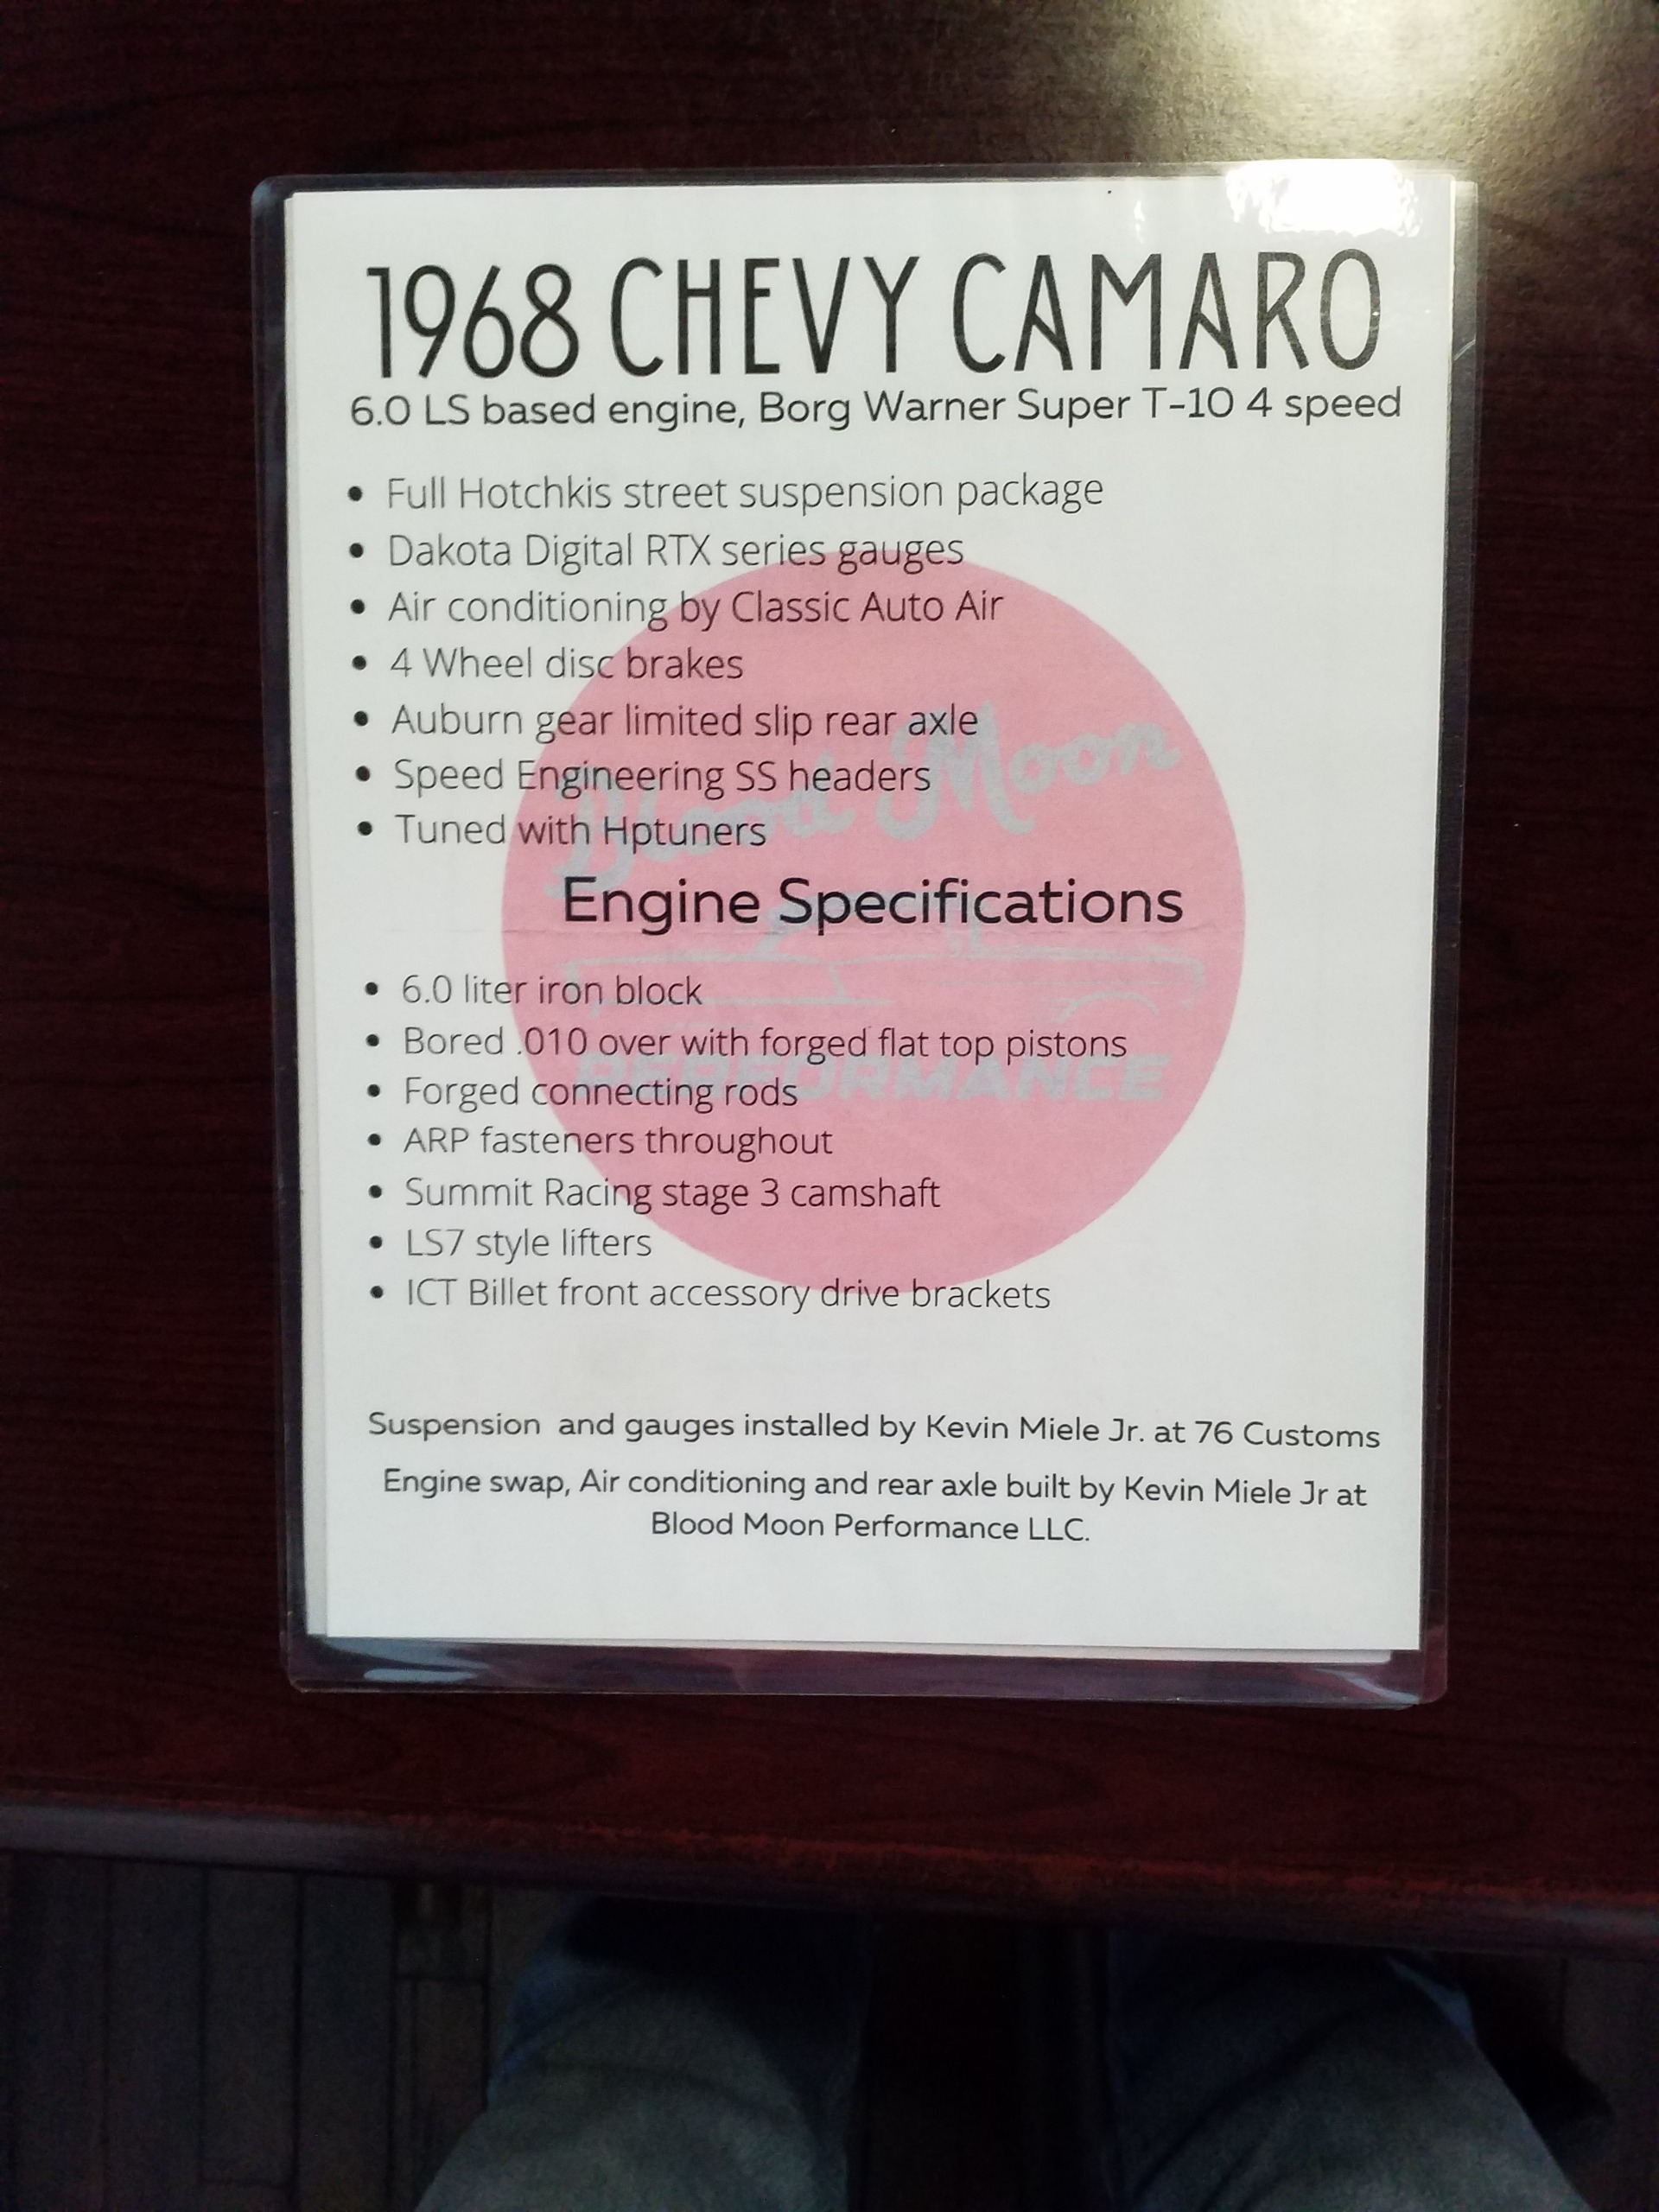 1968 CHEVY CAMARO
6.0 LS based engine, Borg Warner Super T-10 4 speed
• Full Hotchkis street suspension package
• Dakota Digital RTX series gauges
• Air conditioning by Classic Auto Air
• 4 Wheel disc brakes
• Auburn gear limited slip rear axle
• Speed Engineering SS headers
• Tuned with Hptuners
Blood Moon
Engine Specifications
• 6.0 liter iron block
• Bored .010 over with forged flat top pistons
PERFORMANCE
• Forged connecting rods
• ARP fasteners throughout
• Summit Racing stage 3 camshaft
• LS7 style lifters
• ICT Billet front accessory drive brackets
Suspension and gauges installed by Kevin Miele Jr. at 76 Customs
Engine swap, Air conditioning and rear axle built by Kevin Miele Jr at
Blood Moon Performance LLC.